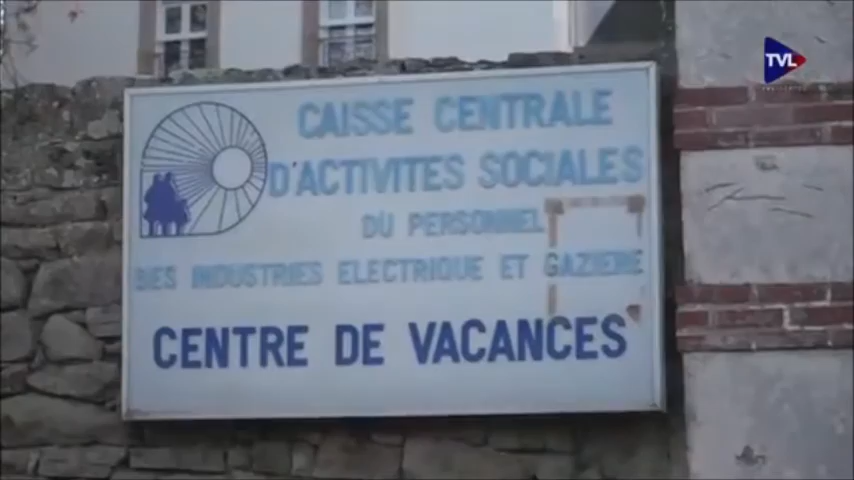 TVL
CAISSE CENTRALE
D'ACTIVITES SOCIALES
DU PERSONNEL
DES INDUSTRIES ELECTRIQUE ET GAZIERE
CENTRE DE VACANCES